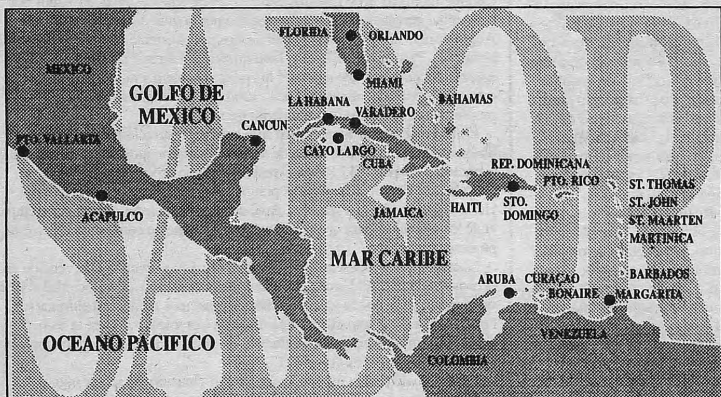 SABOR
FLORIDA
ORLANDO
MEXICO
GOLFO DE
MEXICO
MIAMI
LA HABANA
VARADERO
BAHAMAS
CANCUN
PTO. VALLARTA
CAYO LARGO
CUBA
REP. DOMINICANA
PTO. RICO
ST. THOMAS
ST. JOHN
ACAPULCO
JAMAICA
HAITI
STO.
DOMINGO
ST. MAARTEN
MARTINICA
MAR CARIBE
BARBADOS
ARUBA
CURAÇAO
BONAIRE
MARGARITA
OCEANO PACIFICO
VENEZUELA
COLOMBIA